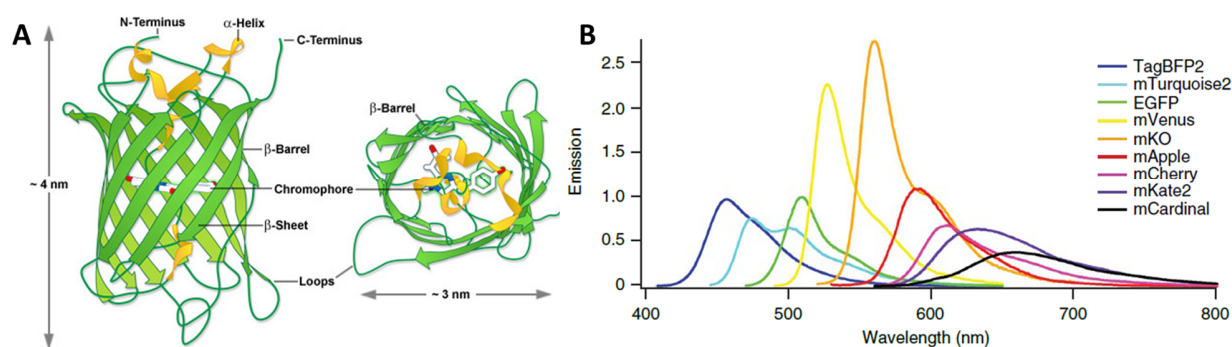 A
N-Terminus
α-Helix
C-Terminus
β-Barrel
Chromophore
β-Sheet
Loops
~ 4 nm
β-Barrel
~ 3 nm
B
Emission
2.5
2.0
1.5
1.0
0.5
0
400
500
600
700
800
Wavelength (nm)
TagBFP2
mTurquoise2
EGFP
mVenus
mKO
mApple
mCherry
mKate2
mCardinal